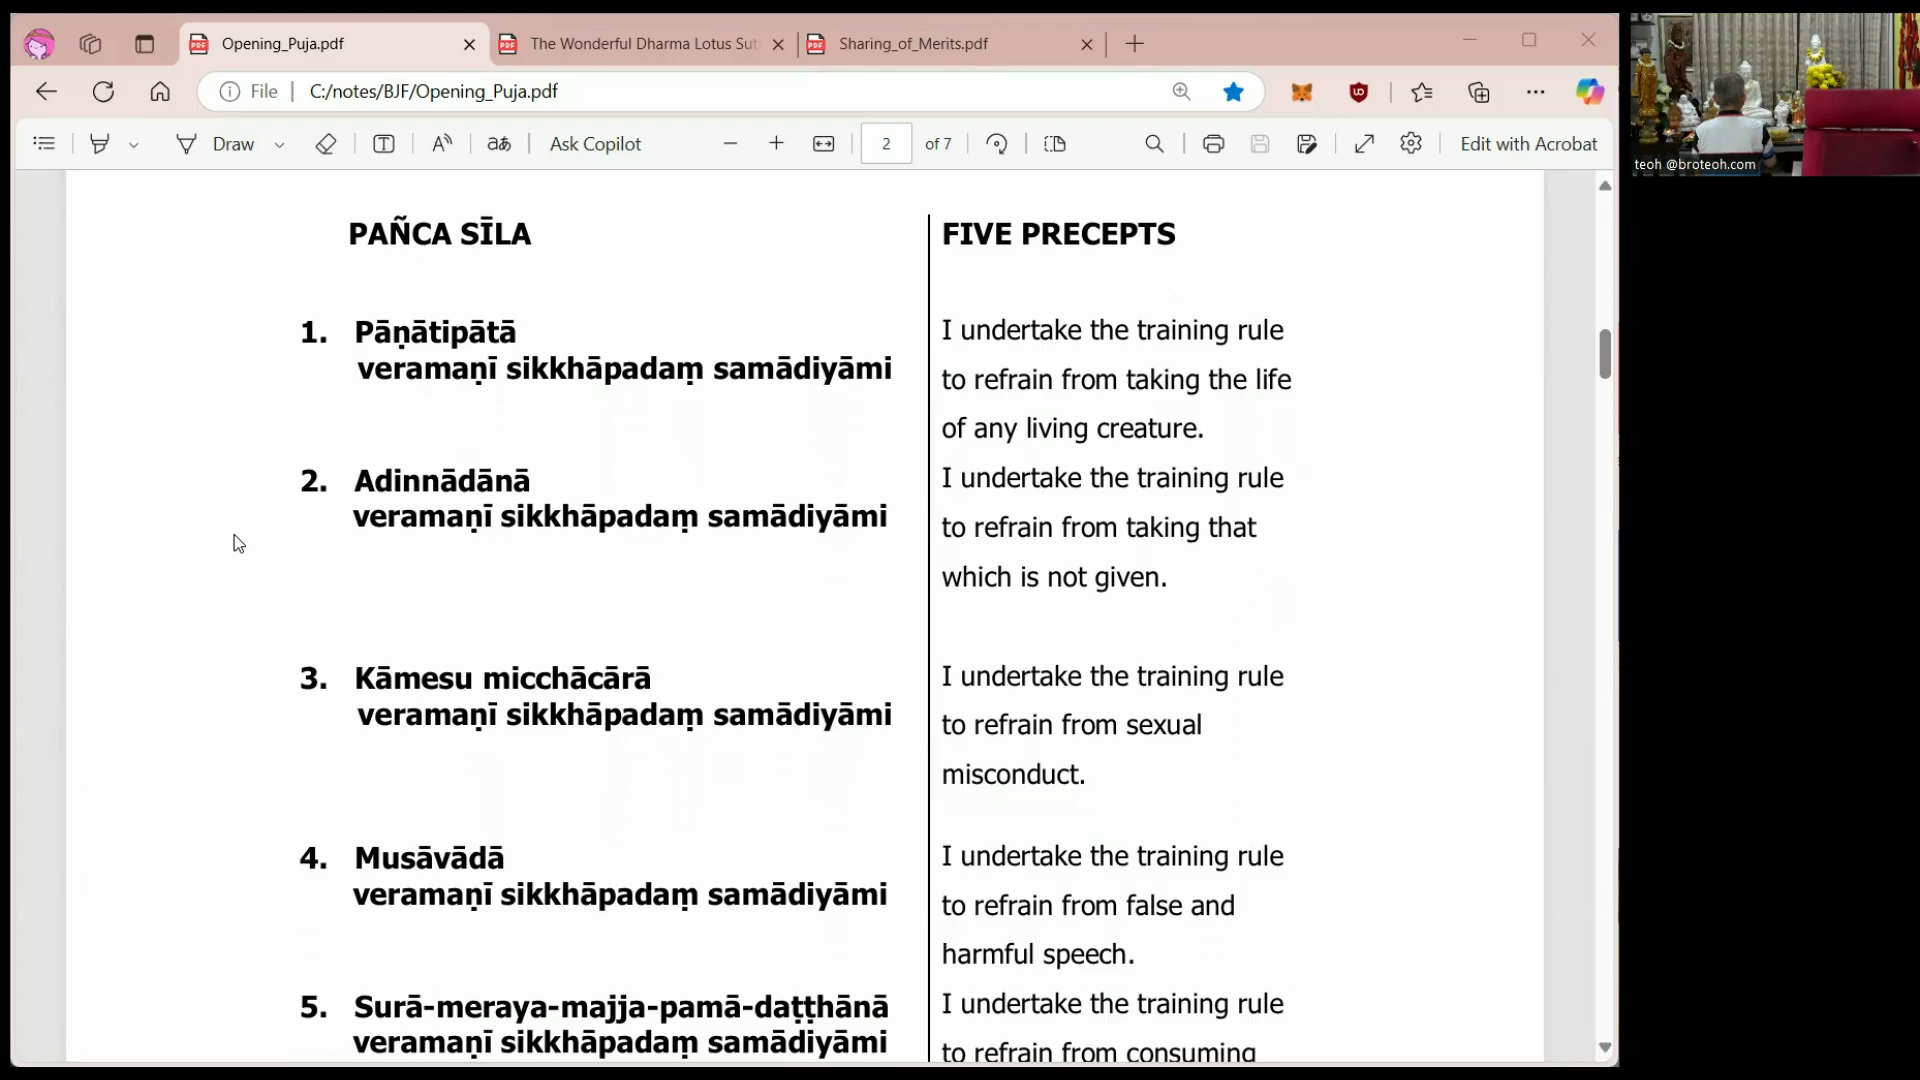 Opening_Puja.pdf
The Wonderful Dharma Lotus Sut
Sharing_of_Merits.pdf
File
C:/notes/BJF/Opening_Puja.pdf
Draw
Ask Copilot
2 of 7
Edit with Acrobat
teoh @broteoh.com
PAÑCA SĪLA
FIVE PRECEPTS
1. Pāṇātipātā
veramaṇī sikkhāpadaṃ samādiyāmi
I undertake the training rule
to refrain from taking the life
of any living creature.
2. Adinnādānā
veramaṇī sikkhāpadaṃ samādiyāmi
I undertake the training rule
to refrain from taking that
which is not given.
3. Kāmesu micchācārā
veramaṇī sikkhāpadaṃ samādiyāmi
I undertake the training rule
to refrain from sexual
misconduct.
4. Musāvādā
veramaṇī sikkhāpadaṃ samādiyāmi
I undertake the training rule
to refrain from false and
harmful speech.
5. Surā-meraya-majja-pamā-daṭṭhānā
veramaṇī sikkhāpadaṃ samādiyāmi
I undertake the training rule
to refrain from consuming